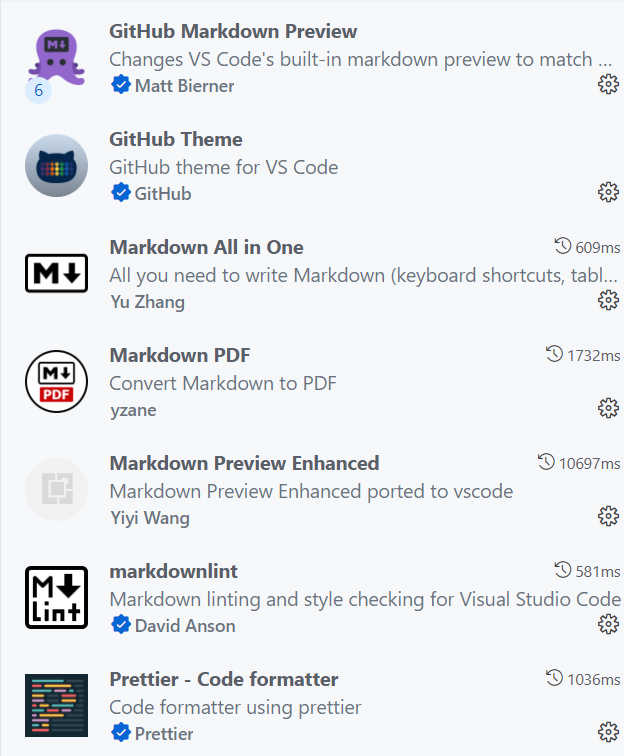 GitHub Markdown Preview
Changes VS Code's built-in markdown preview to match ...
6
Matt Bierner
GitHub Theme
GitHub theme for VS Code
GitHub
Markdown All in One 609ms
All you need to write Markdown (keyboard shortcuts, tabl...
Yu Zhang
Markdown PDF 1732ms
M PDF
Convert Markdown to PDF
yzane
Markdown Preview Enhanced 10697ms
Markdown Preview Enhanced ported to vscode
Yiyi Wang
markdownlint 581ms
M Lint
Markdown linting and style checking for Visual Studio Code
David Anson
Prettier - Code formatter 1036ms
Code formatter using prettier
Prettier